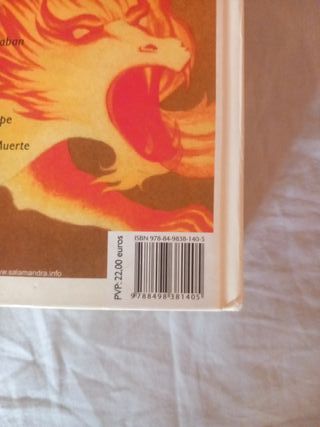 aban
pe
Muerte
ISBN 978-84-9838-140-5
PVP: 22,00 euros
www.salamandra.info
9 788498 381405